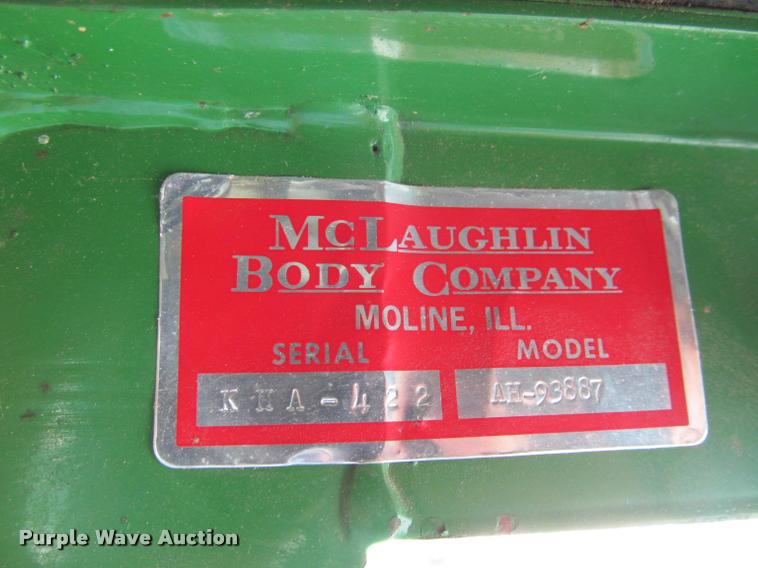 McLaughlin
Body Company
MOLINE, ILL.
SERIAL MODEL
KHA-422 AH-93887
Purple Wave Auction